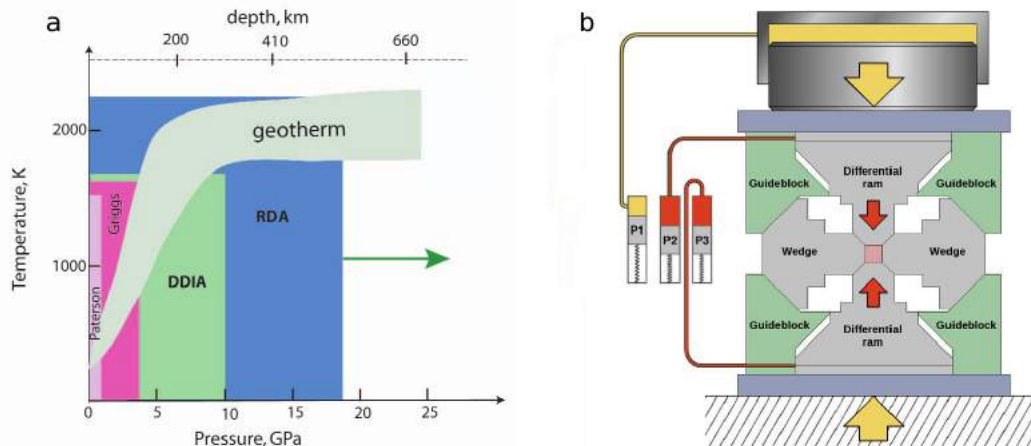 a
depth, km
200
410
660
Temperature, K
2000
1000
geotherm
Paterson
Griggs
DDIA
RDA
0
5
10
15
20
25
Pressure, GPa
b
Guideblock
Differential
ram
Guideblock
P1
P2
P3
Wedge
Wedge
Guideblock
Differential
ram
Guideblock